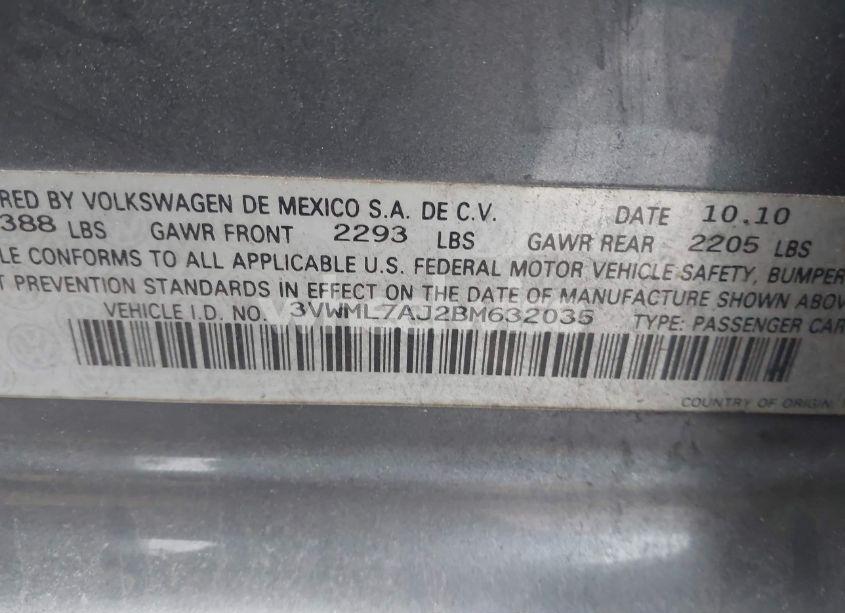 RED BY VOLKSWAGEN DE MEXICO S.A. DE C.V. DATE 10.10
388 LBS GAWR FRONT 2293 LBS GAWR REAR 2205 LBS
LE CONFORMS TO ALL APPLICABLE U.S. FEDERAL MOTOR VEHICLE SAFETY, BUMPER
T PREVENTION STANDARDS IN EFFECT ON THE DATE OF MANUFACTURE SHOWN ABOV
VEHICLE I.D. NO. 3VWML7AJ2BM632035 TYPE: PASSENGER CAR
COUNTRY OF ORIGIN: